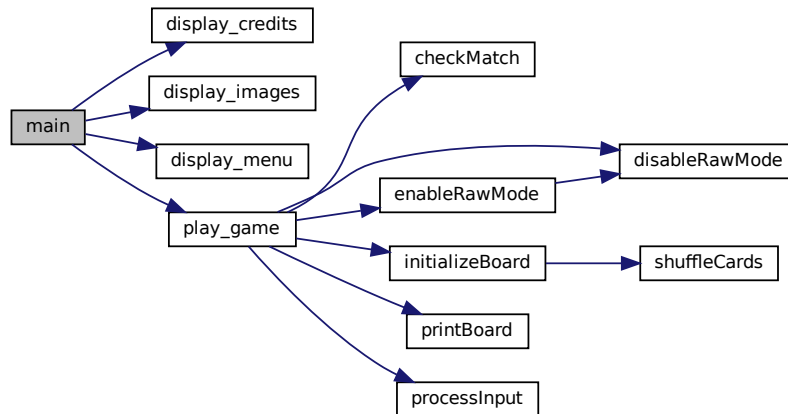 display_credits
display_images
main
display_menu
play_game
checkMatch
disableRawMode
enableRawMode
initializeBoard
shuffleCards
printBoard
processInput